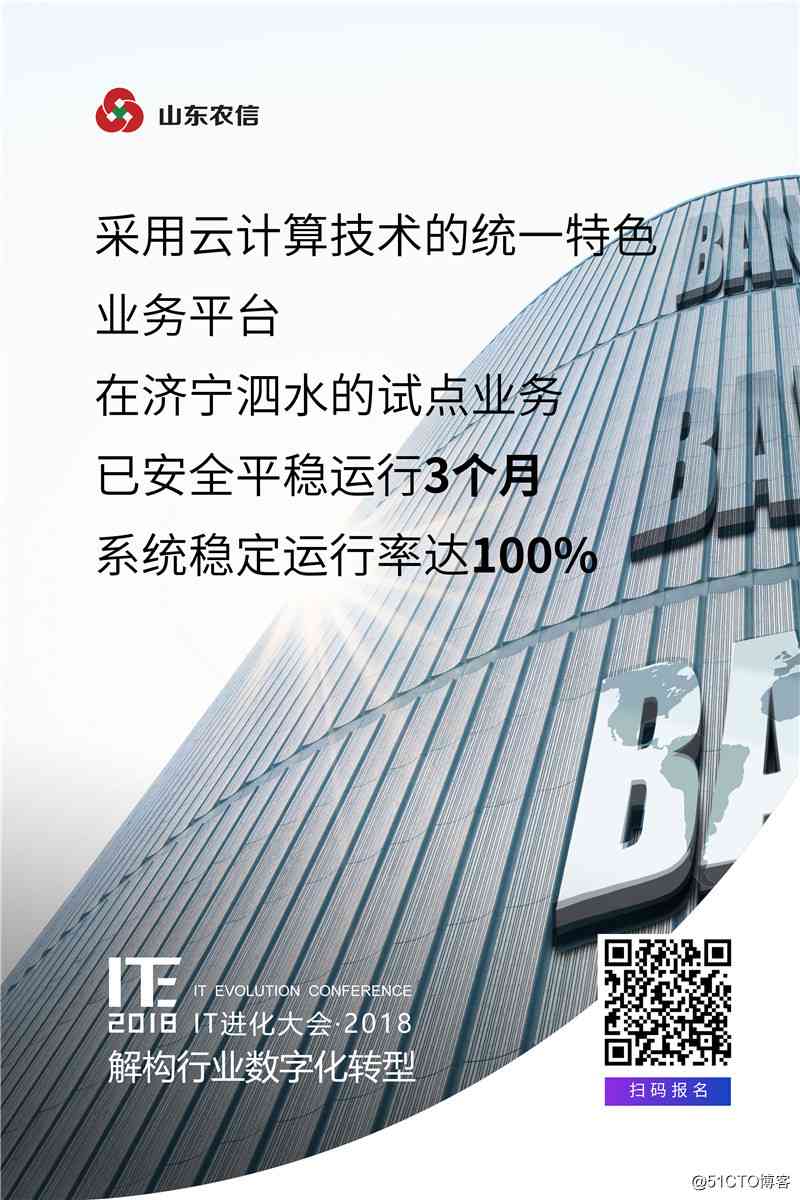 山东农信
采用云计算技术的统一特色
业务平台
在济宁泗水的试点业务
已安全平稳运行3个月
系统稳定运行率达100%
BAN
BA
BA
ITE
2018
IT EVOLUTION CONFERENCE
IT进化大会·2018
解构行业数字化转型
扫码报名
@51CTO博客